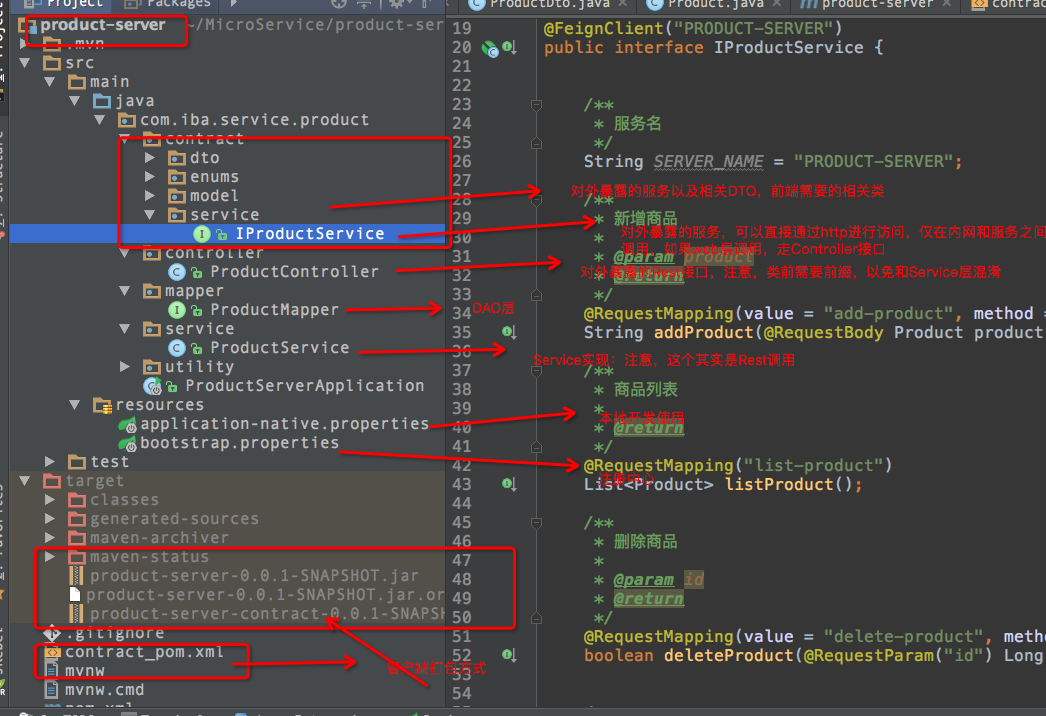 Project
Packages
ProductDto.java
Product.java
product-server
product-server
~/MicroService/product-ser
.mvn
src
main
java
com.iba.service.product
contract
dto
enums
model
service
IProductService
controller
ProductController
mapper
ProductMapper
service
ProductService
utility
ProductServerApplication
resources
application-native.properties
bootstrap.properties
test
target
classes
generated-sources
maven-archiver
maven-status
product-server-0.0.1-SNAPSHOT.jar
product-server-0.0.1-SNAPSHOT.jar.or
product-server-contract-0.0.1-SNAPSH
.gitignore
contract_pom.xml
mvnw
mvnw.cmd
pom.xml
19 @FeignClient("PRODUCT-SERVER")
20 public interface IProductService {
21
22
23 /**
24 * 服务名
25 */
26 String SERVER_NAME = "PRODUCT-SERVER";
27
对外暴露的服务以及相关DTO，前端需要的相关类
28 /**
29 * 新增商品
30 *
对外暴露的服务，可以直接通过http进行访问，仅在内网和服务之间
调用，如果web层调用，走Controller接口
31 * @param product
对外暴露的Rest接口，注意，类前需要前缀，以免和Service层混淆
32 * @return
33 */
DAO层
34 @RequestMapping(value = "add-product", method =
35 String addProduct(@RequestBody Product product
36
Service实现：注意，这个其实是Rest调用
37 /**
38 * 商品列表
39 *
本地开发使用
40 * @return
41 */
42 @RequestMapping("list-product")
43 List<Product> listProduct();
44
45 /**
46 * 删除商品
47 *
48 * @param id
49 * @return
50 */
51 @RequestMapping(value = "delete-product", metho
52 boolean deleteProduct(@RequestParam("id") Long
53
54